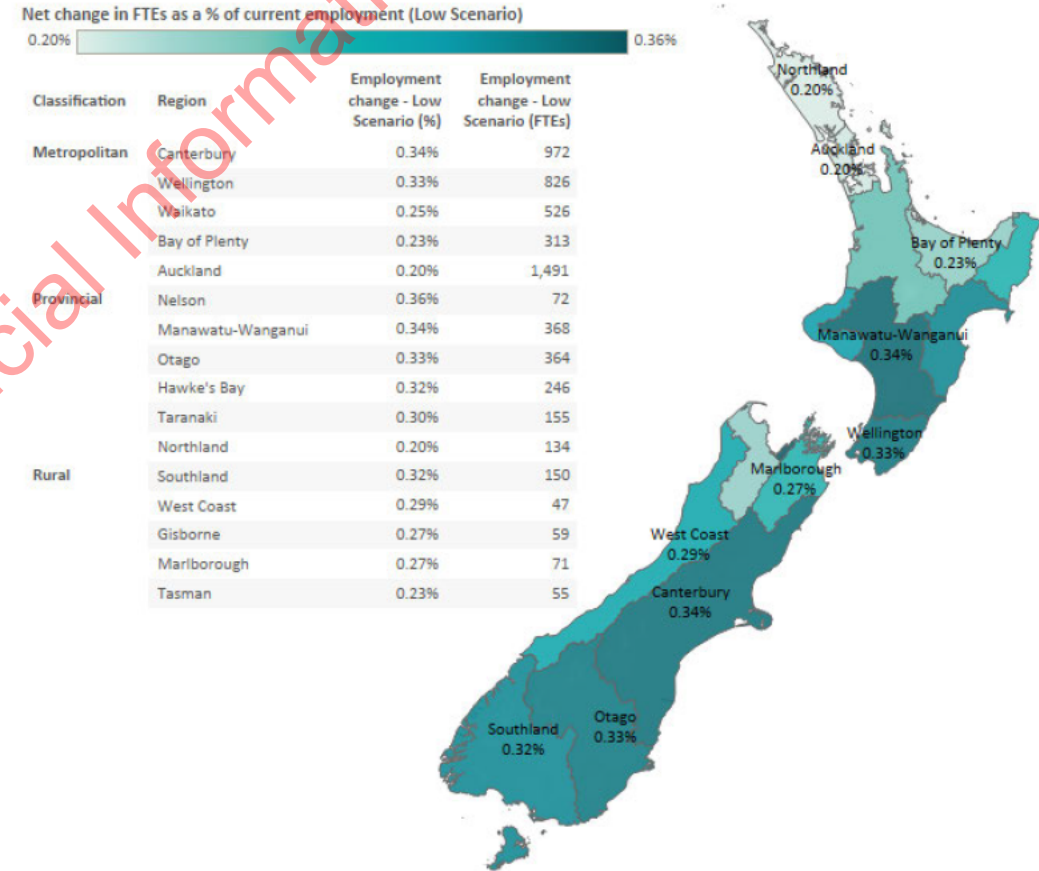 Net change in FTEs as a % of current employment (Low Scenario)
0.20% 0.36%
Classification Region Employment change - Low Scenario (%) Employment change - Low Scenario (FTEs)
Metropolitan Canterbury 0.34% 972
Wellington 0.33% 826
Waikato 0.25% 526
Bay of Plenty 0.23% 313
Auckland 0.20% 1,491
Provincial Nelson 0.36% 72
Manawatu-Wanganui 0.34% 368
Otago 0.33% 364
Hawke's Bay 0.32% 246
Taranaki 0.30% 155
Northland 0.20% 134
Rural Southland 0.32% 150
West Coast 0.29% 47
Gisborne 0.27% 59
Marlborough 0.27% 71
Tasman 0.23% 55
Northland
0.20%
Auckland
0.20%
Bay of Plenty
0.23%
Manawatu-Wanganui
0.34%
Wellington
0.33%
Marlborough
0.27%
West Coast
0.29%
Canterbury
0.34%
Otago
0.33%
Southland
0.32%